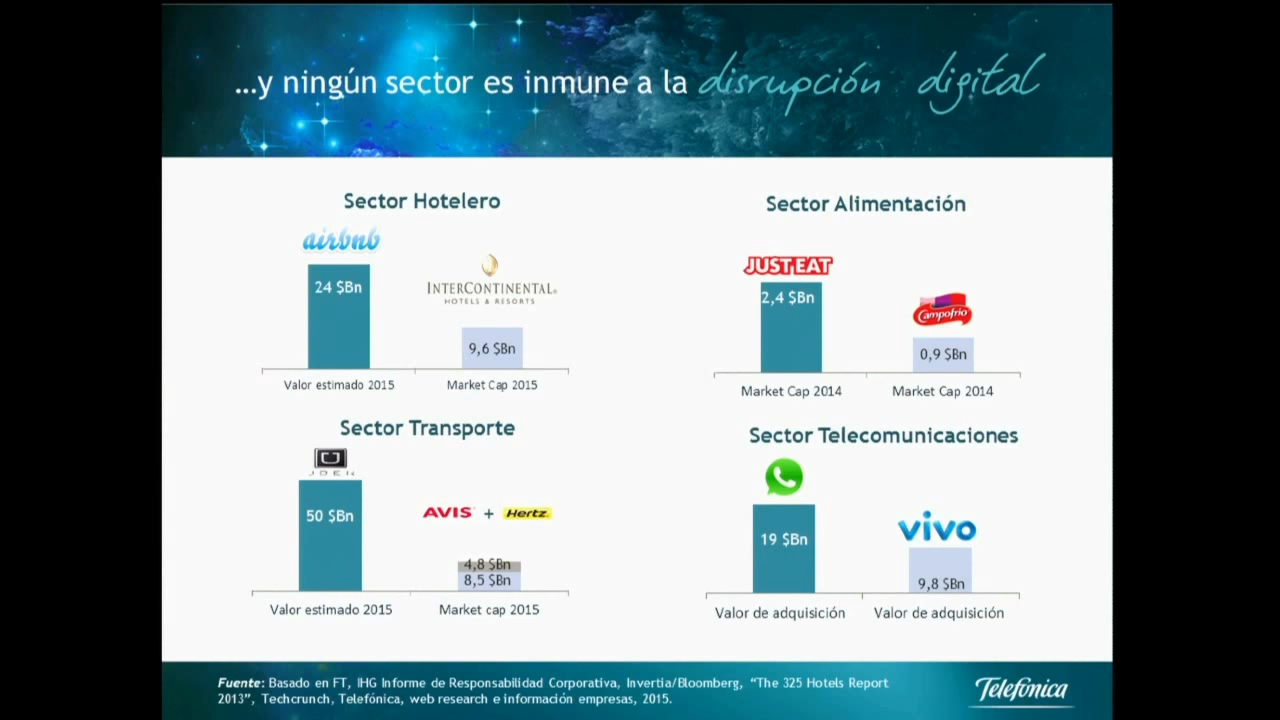 ...y ningún sector es inmune a la disrupción digital
Sector Hotelero
airbnb
24 $Bn
INTERCONTINENTAL®
HOTELS & RESORTS
9,6 $Bn
Valor estimado 2015
Market Cap 2015
Sector Alimentación
JUST EAT
2,4 $Bn
Campofrío
0,9 $Bn
Market Cap 2014
Market Cap 2014
Sector Transporte
50 $Bn
AVIS + Hertz
4,8 $Bn
8,5 $Bn
Valor estimado 2015
Market cap 2015
Sector Telecomunicaciones
19 $Bn
vivo
9,8 $Bn
Valor de adquisición
Valor de adquisición
Fuente: Basado en FT, IHG Informe de Responsabilidad Corporativa, Invertia/Bloomberg, “The 325 Hotels Report
2013”, Techcrunch, Telefónica, web research e información empresas, 2015.
Telefónica